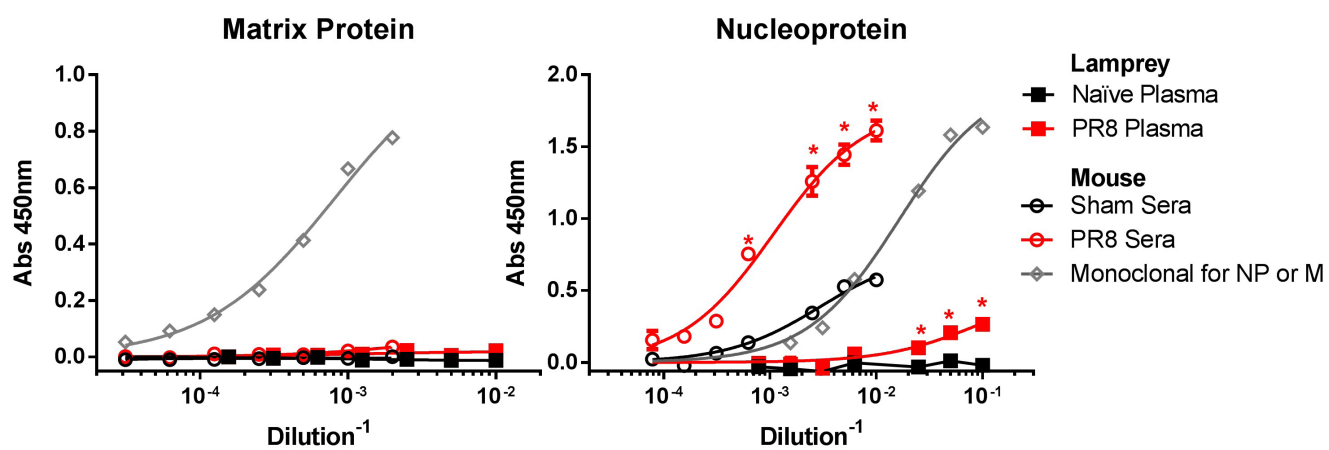 Matrix Protein
Nucleoprotein
Abs 450nm
1.0
0.8
0.6
0.4
0.2
0.0
10-4
10-3
10-2
Dilution-1
Abs 450nm
2.0
1.5
1.0
0.5
0.0
* * * * * * *
10-4
10-3
10-2
10-1
Dilution-1
Lamprey
Naïve Plasma
PR8 Plasma
Mouse
Sham Sera
PR8 Sera
Monoclonal for NP or M